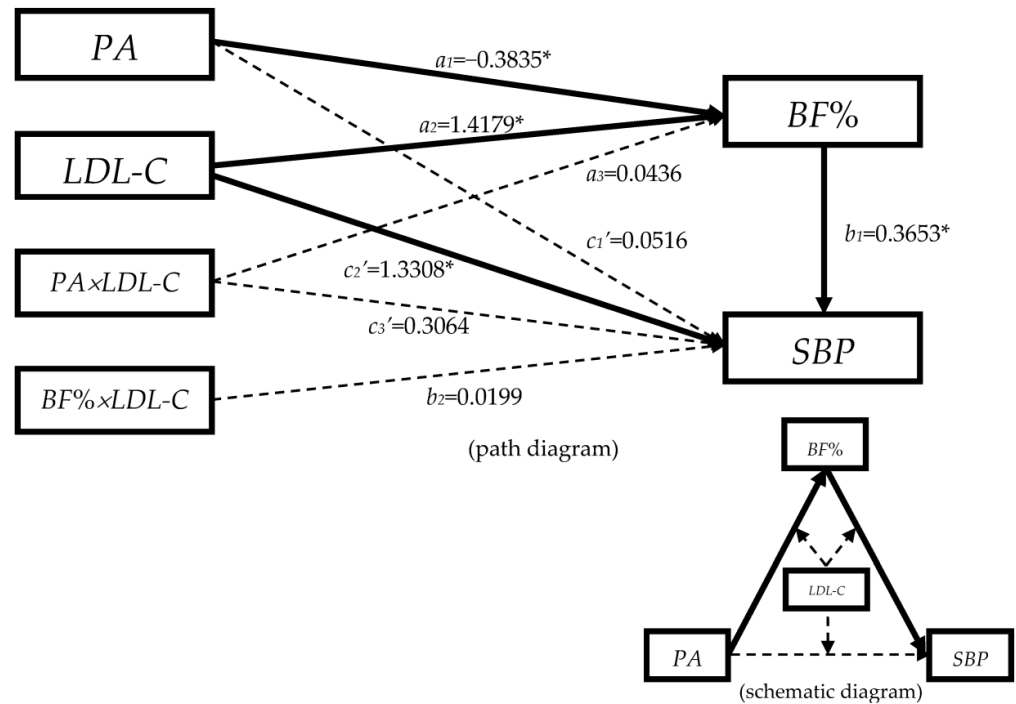 PA
a1=−0.3835*
BF%
a2=1.4179*
LDL-C
a3=0.0436
b1=0.3653*
c1′=0.0516
PA×LDL-C
c2′=1.3308*
c3′=0.3064
SBP
BF%×LDL-C
b2=0.0199
(path diagram)
BF%
LDL-C
PA
SBP
(schematic diagram)